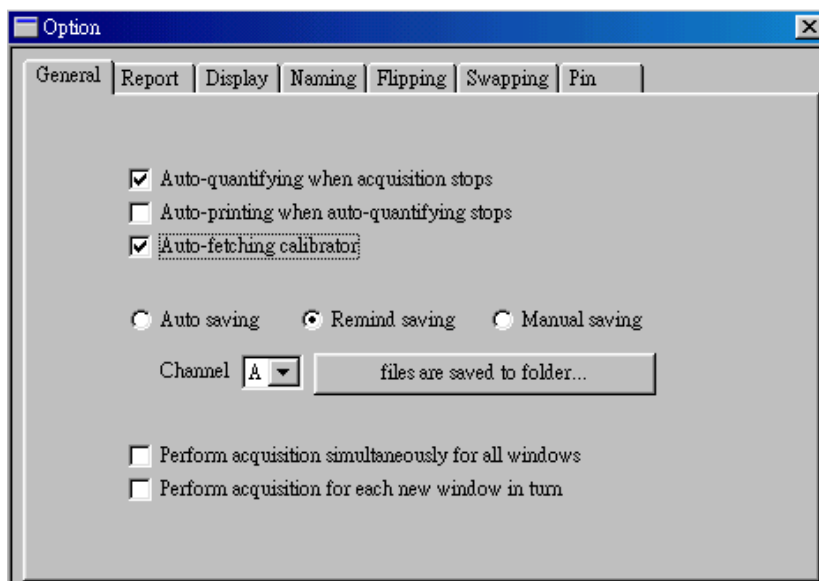 Option
General Report Display Naming Flipping Swapping Pin
Auto-quantifying when acquisition stops
Auto-printing when auto-quantifying stops
Auto-fetching calibrator
Auto saving Remind saving Manual saving
Channel A files are saved to folder...
Perform acquisition simultaneously for all windows
Perform acquisition for each new window in turn